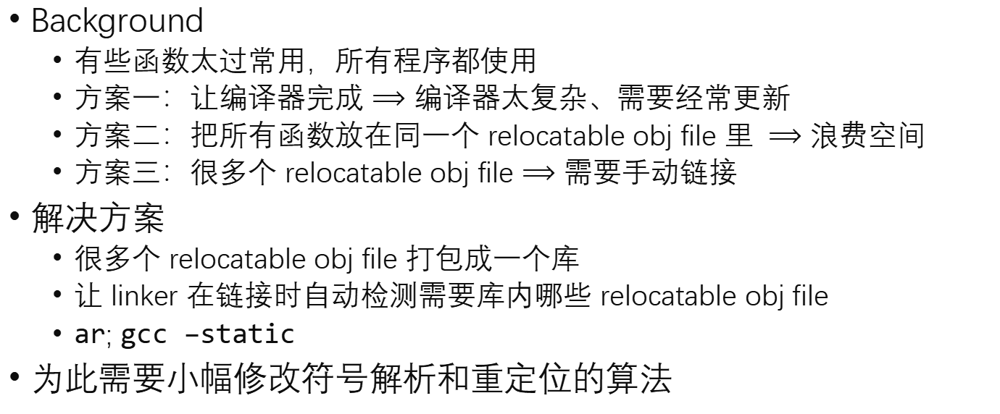 • Background
• 有些函数太过常用，所有程序都使用
• 方案一：让编译器完成 ⟹ 编译器太复杂、需要经常更新
• 方案二：把所有函数放在同一个 relocatable obj file 里 ⟹ 浪费空间
• 方案三：很多个 relocatable obj file ⟹ 需要手动链接
• 解决方案
• 很多个 relocatable obj file 打包成一个库
• 让 linker 在链接时自动检测需要库内哪些 relocatable obj file
• ar; gcc –static
• 为此需要小幅修改符号解析和重定位的算法